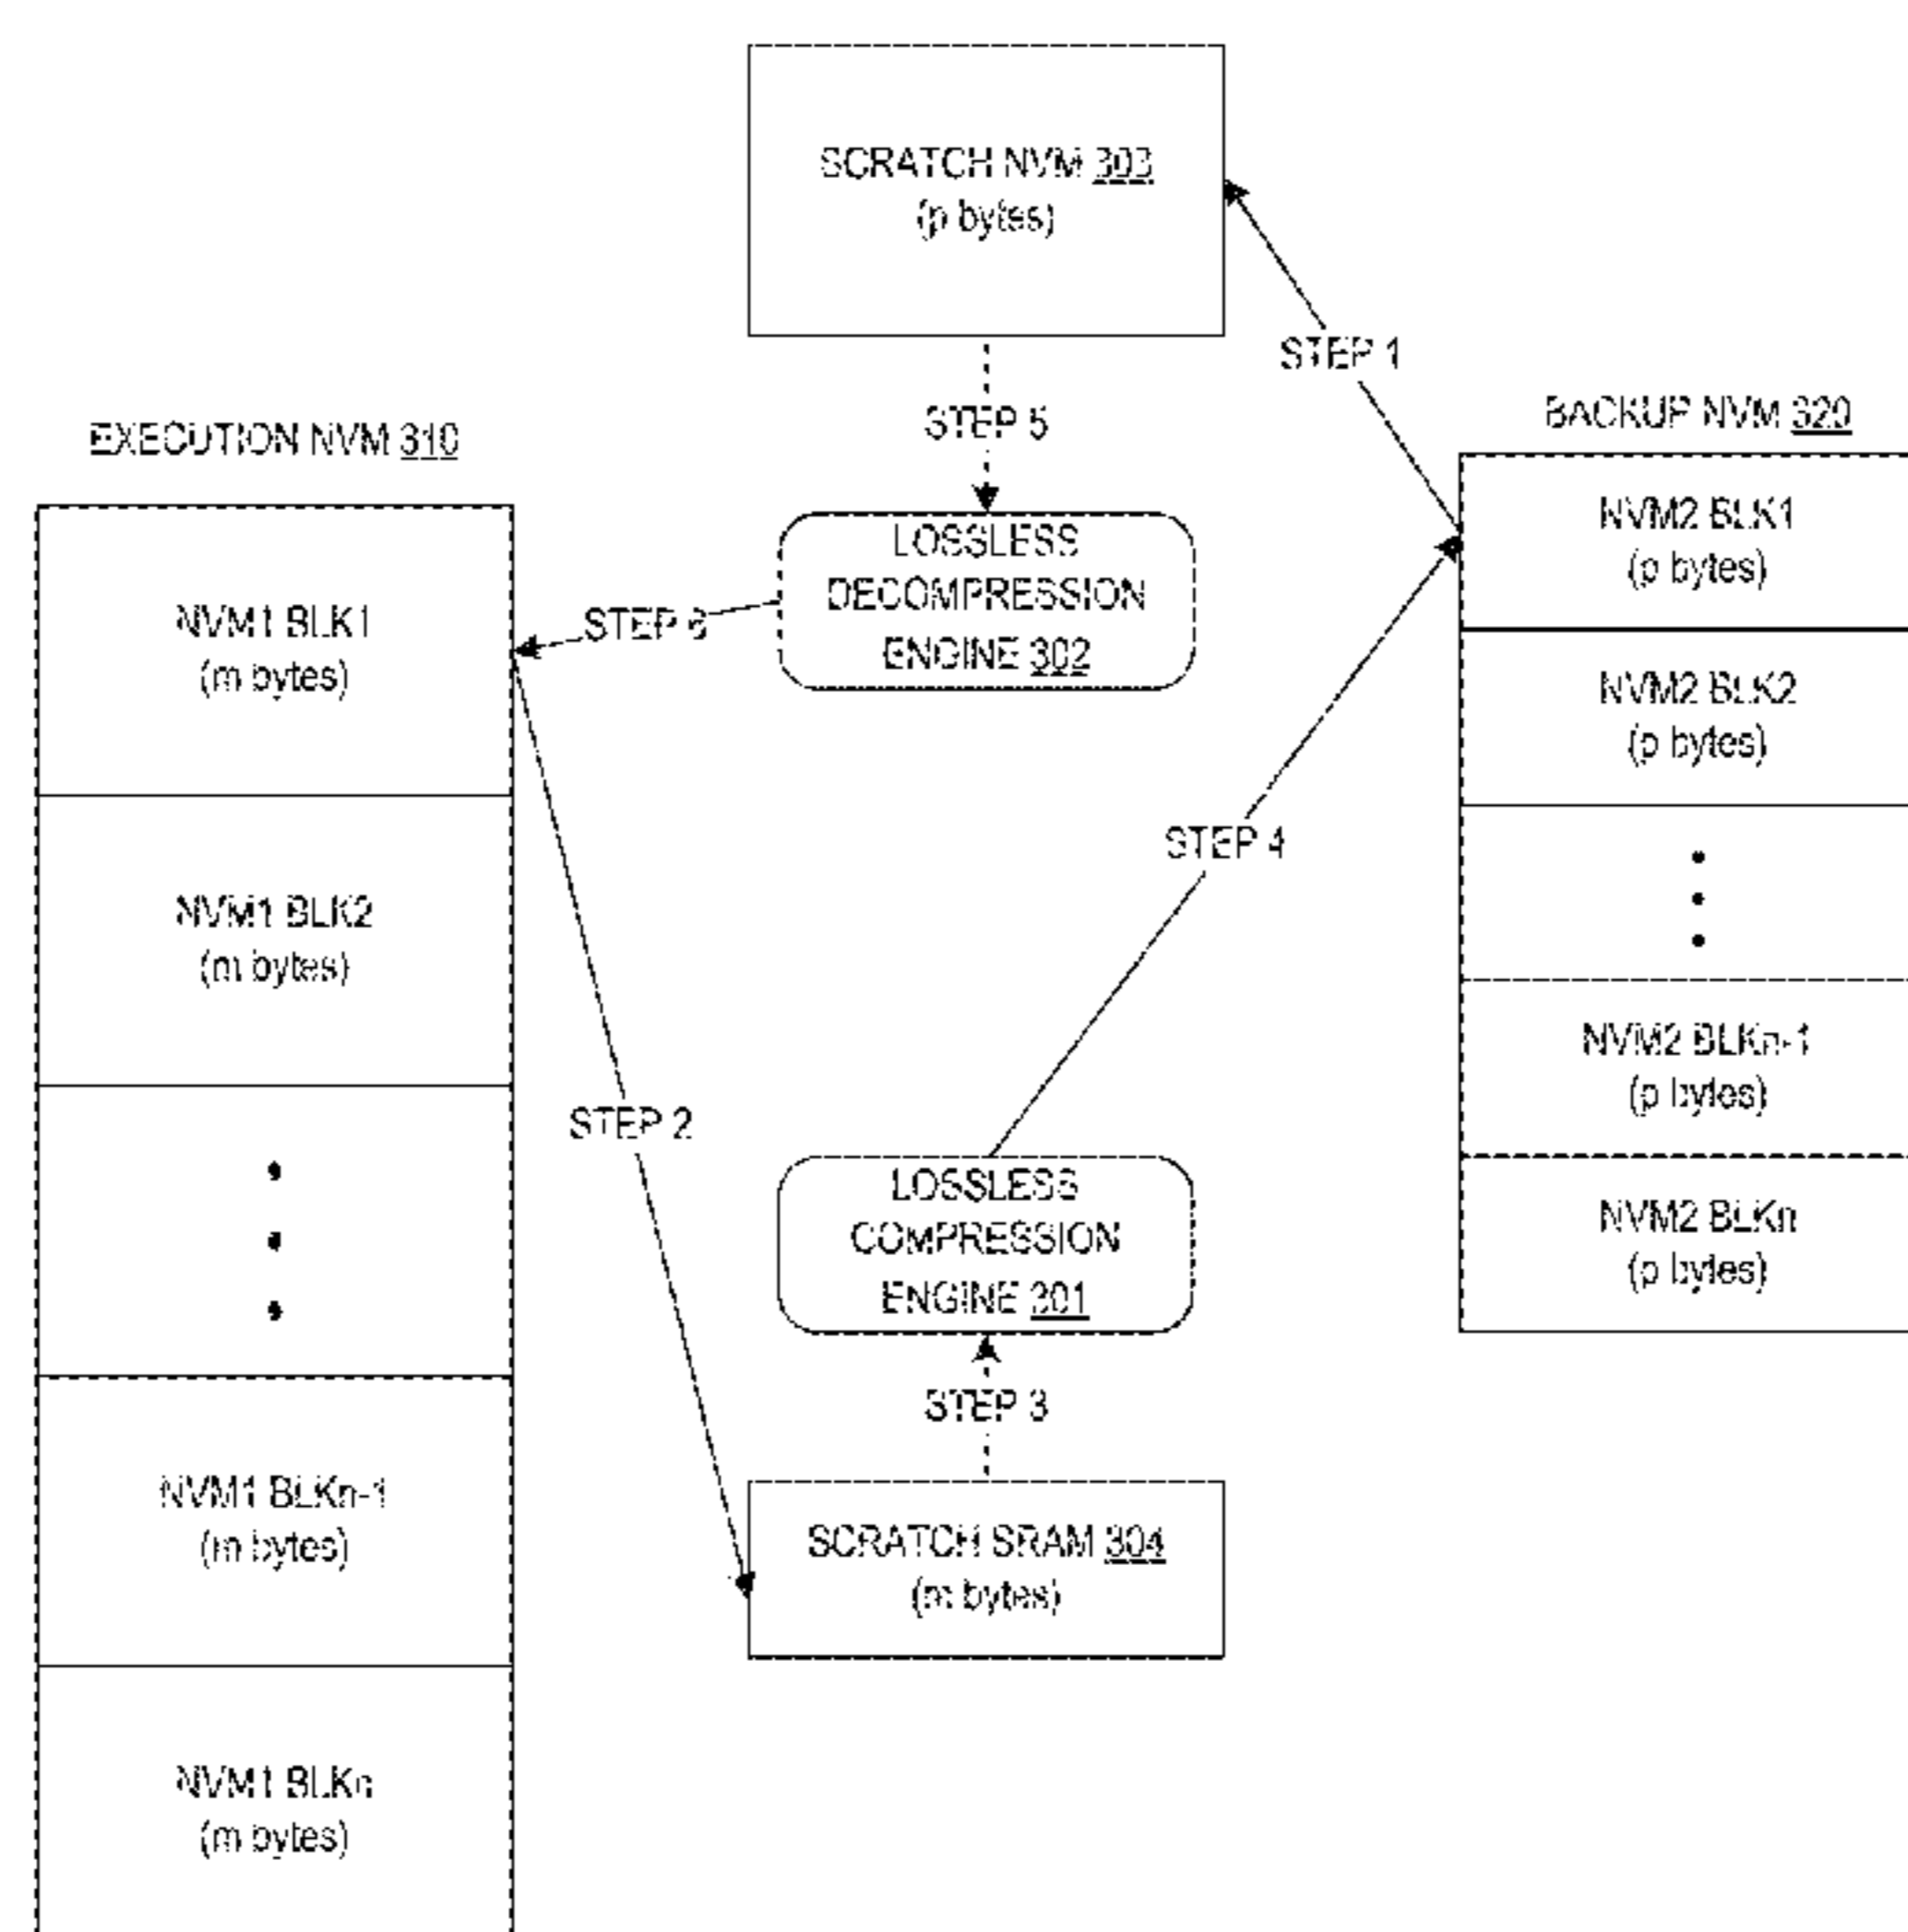 SCRATCH NVM 303
(p bytes)
STEP 1
STEP 5
EXECUTION NVM 310
BACKUP NVM 320
NVM1 BLK1
(m bytes)
NVM1 BLK2
(m bytes)
NVM1 BLKn-1
(m bytes)
NVM1 BLKn
(m bytes)
STEP 6
LOSSLESS
DECOMPRESSION
ENGINE 302
STEP 2
STEP 4
LOSSLESS
COMPRESSION
ENGINE 301
STEP 3
SCRATCH SRAM 304
(m bytes)
NVM2 BLK1
(p bytes)
NVM2 BLK2
(p bytes)
NVM2 BLKn-1
(p bytes)
NVM2 BLKn
(p bytes)